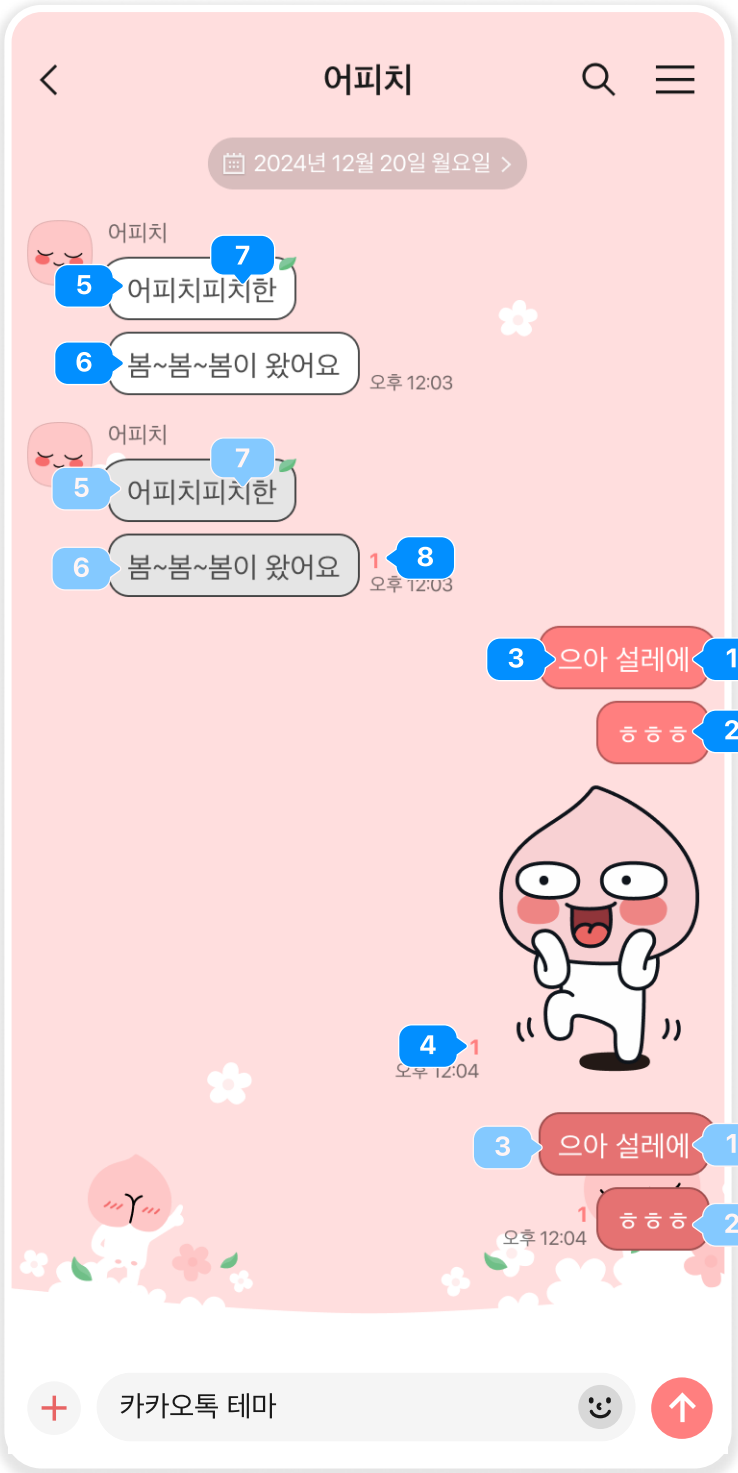 어피치
2024년 12월 20일 월요일
어피치
7
5 어피치피치한
6 봄~봄~봄이 왔어요
오후 12:03
어피치
7
5 어피치피치한
6 봄~봄~봄이 왔어요
1 8
오후 12:03
3 으아 설레에 1
ㅎㅎㅎ 2
4 1
오후 12:04
3 으아 설레에 1
1
오후 12:04
ㅎㅎㅎ 2
카카오톡 테마